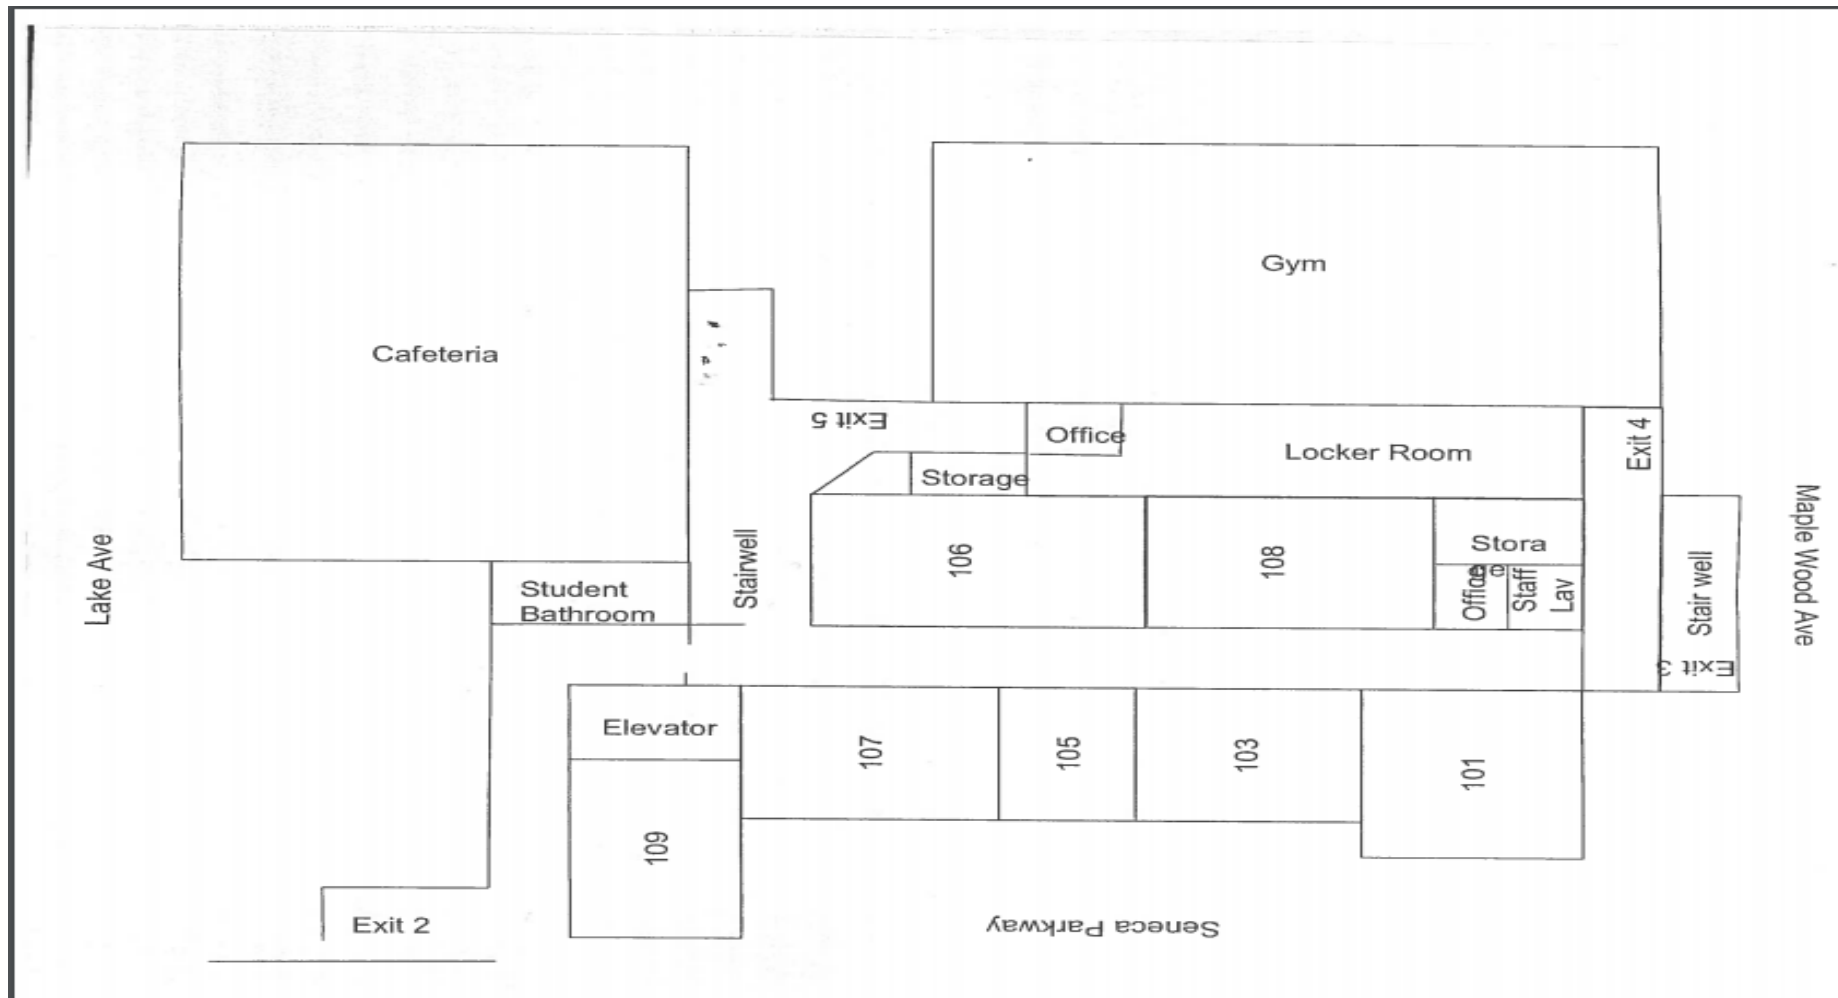 Gym
Cafeteria
Exit 5
Office
Exit 4
Locker Room
Storage
Maple Wood Ave
Lake Ave
Student
Bathroom
Stairwell
106
108
Stora
ge
Office
Staff
Lav
Stair well
Exit 3
Elevator
107
105
103
101
109
Exit 2
Seneca Parkway